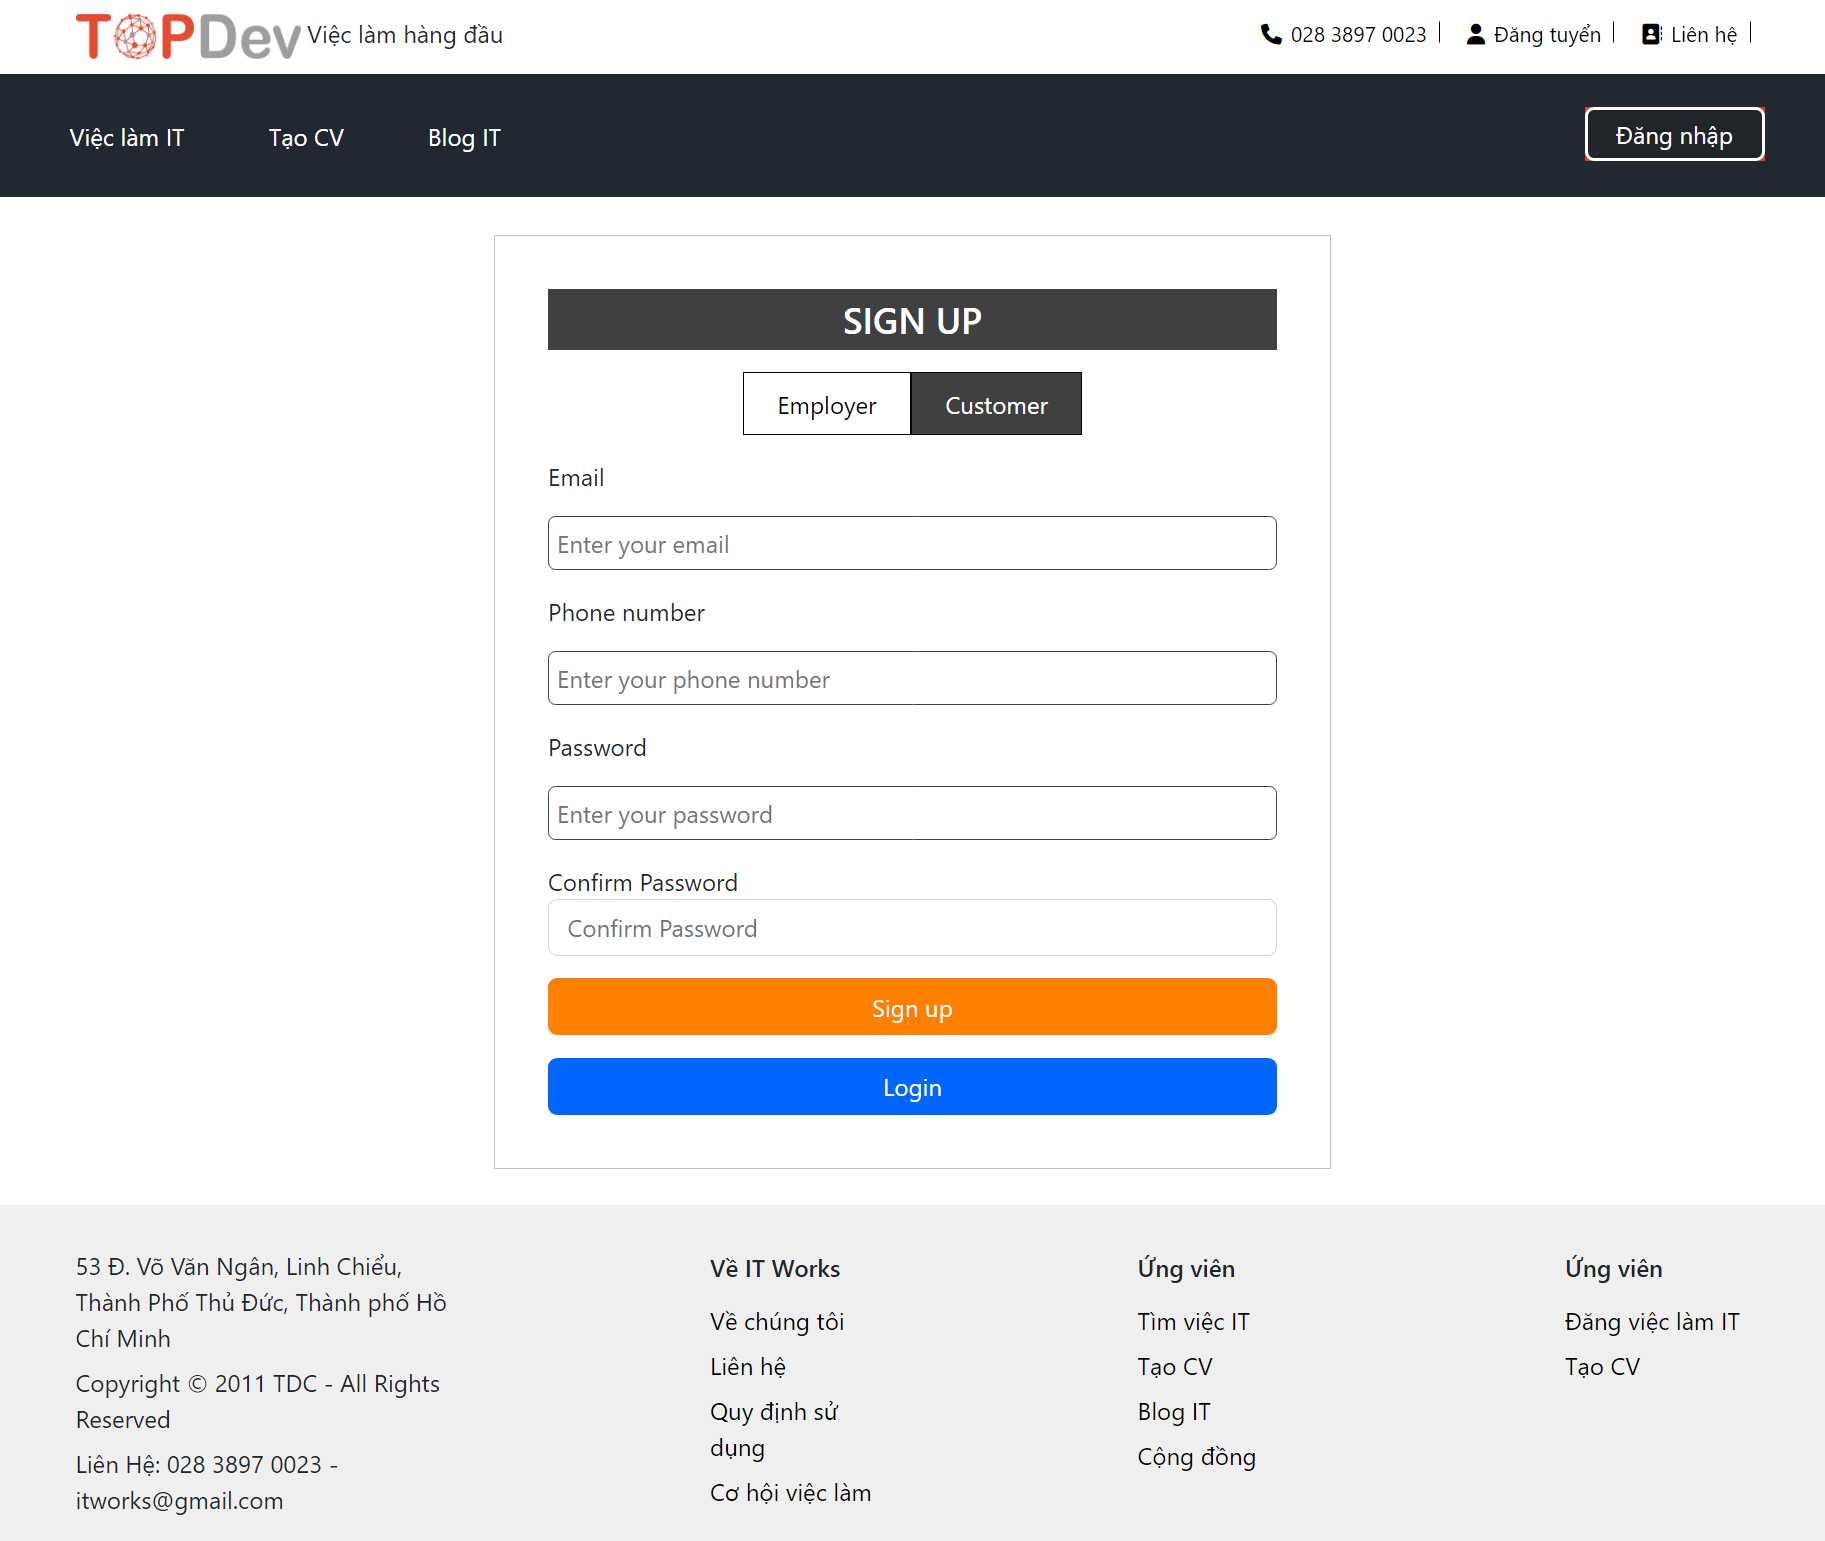 TOPDev Việc làm hàng đầu
028 3897 0023
Đăng tuyển
Liên hệ
Việc làm IT
Tạo CV
Blog IT
Đăng nhập
SIGN UP
Employer
Customer
Email
Enter your email
Phone number
Enter your phone number
Password
Enter your password
Confirm Password
Confirm Password
Sign up
Login
53 Đ. Võ Văn Ngân, Linh Chiểu,
Thành Phố Thủ Đức, Thành phố Hồ
Chí Minh
Copyright © 2011 TDC - All Rights
Reserved
Liên Hệ: 028 3897 0023 -
itworks@gmail.com
Về IT Works
Về chúng tôi
Liên hệ
Quy định sử
dụng
Cơ hội việc làm
Ứng viên
Tìm việc IT
Tạo CV
Blog IT
Cộng đồng
Ứng viên
Đăng việc làm IT
Tạo CV